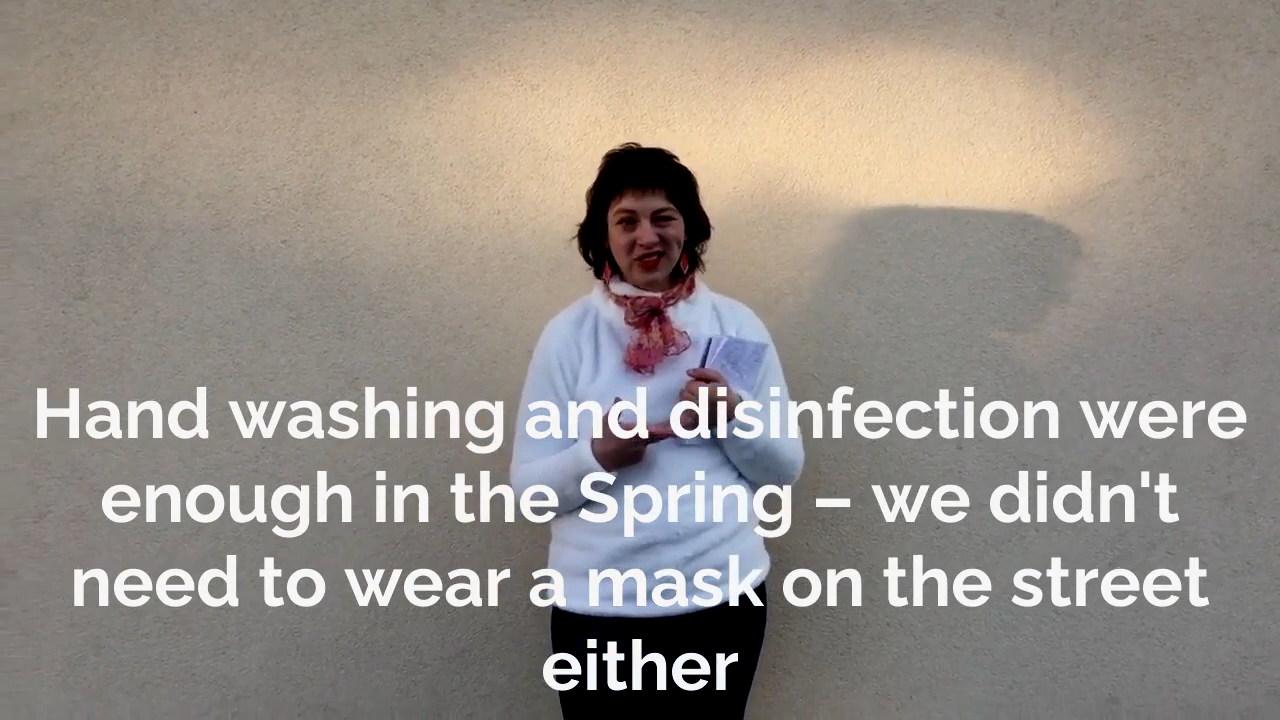 Hand washing and disinfection were
enough in the Spring – we didn't
need to wear a mask on the street
either